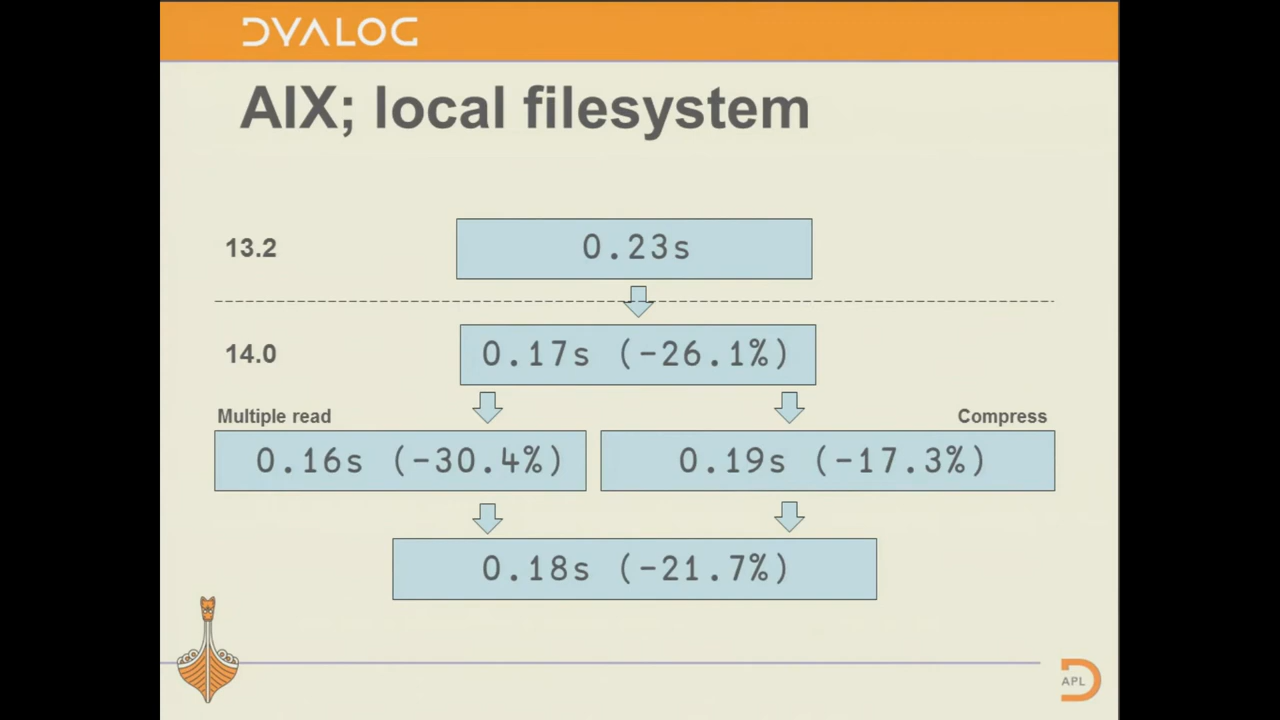 DYALOG
AIX; local filesystem
13.2
0.23s
14.0
0.17s (-26.1%)
Multiple read
Compress
0.16s (-30.4%)
0.19s (-17.3%)
0.18s (-21.7%)
APL